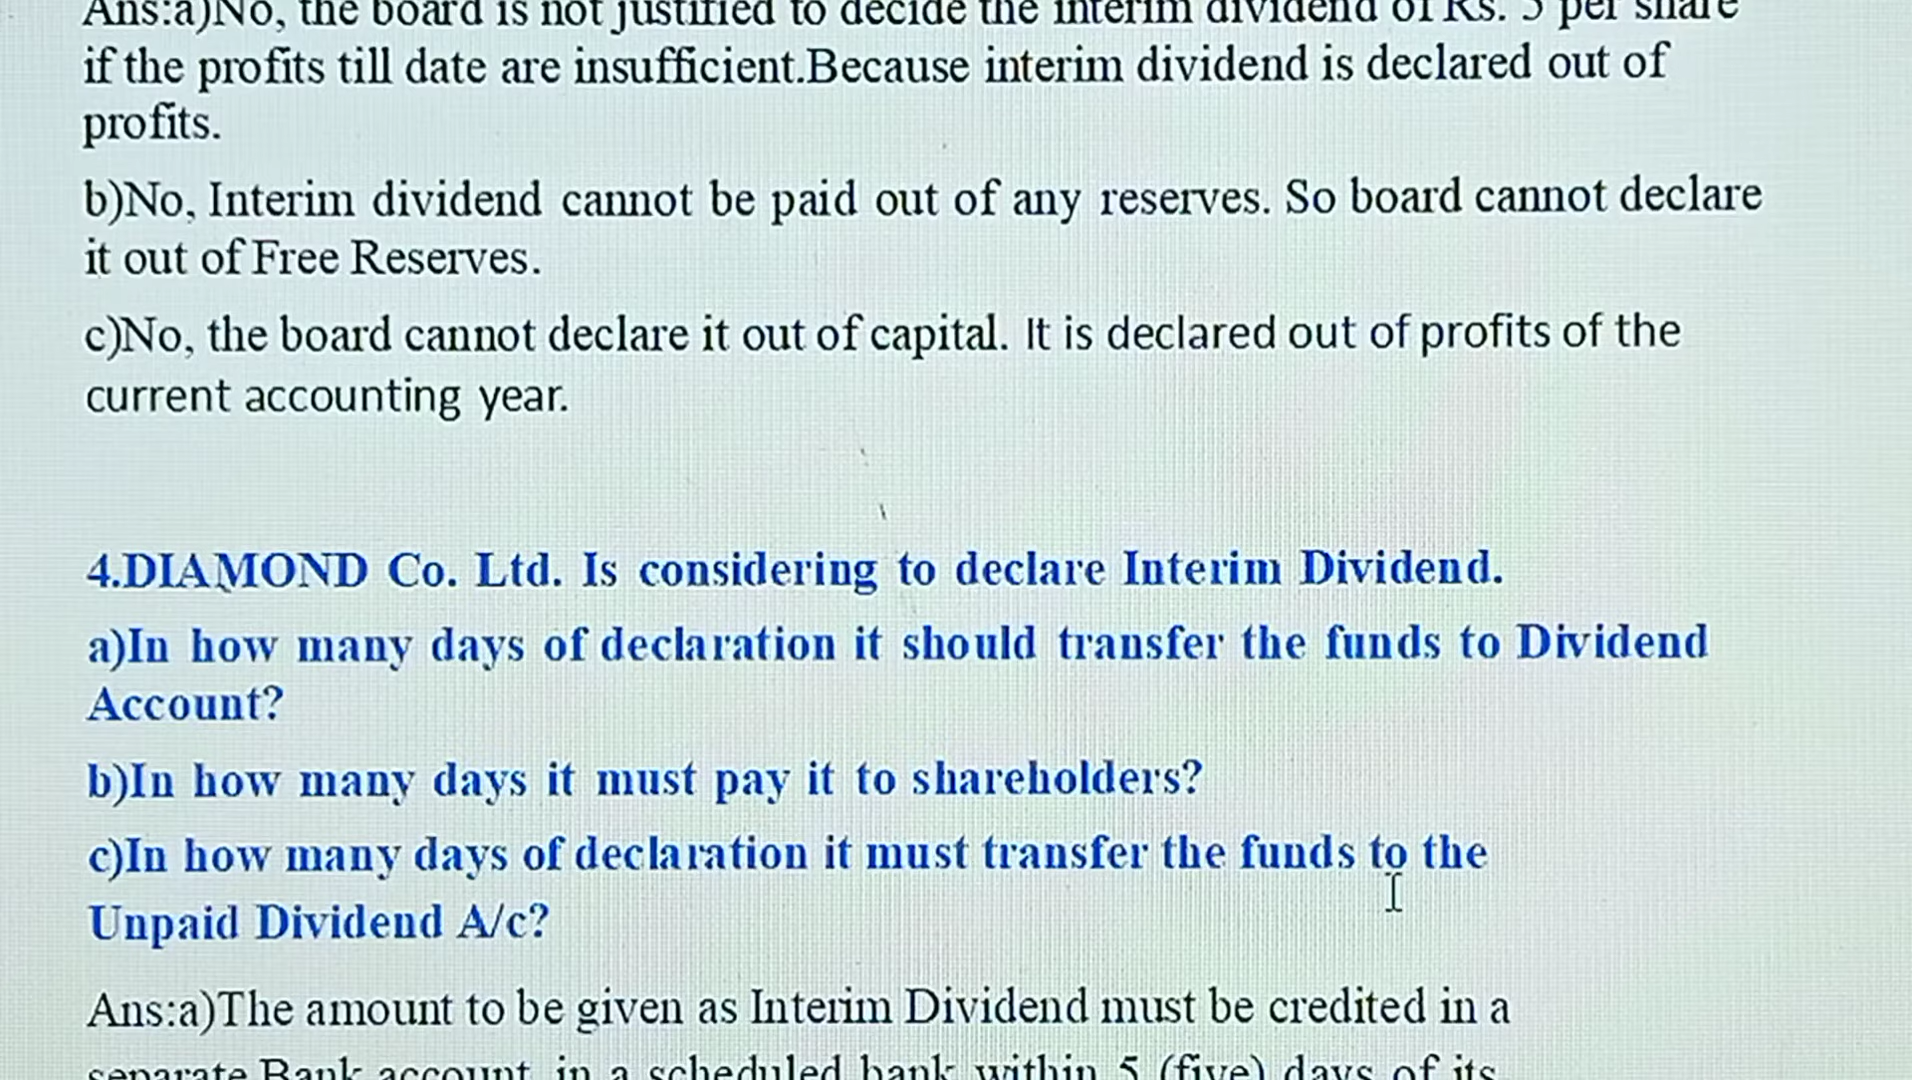 Ans:a)No, the board is not justified to decide the interim dividend of Rs. 5 per share
if the profits till date are insufficient.Because interim dividend is declared out of
profits.
b)No, Interim dividend cannot be paid out of any reserves. So board cannot declare
it out of Free Reserves.
c)No, the board cannot declare it out of capital. It is declared out of profits of the
current accounting year.
4.DIAMOND Co. Ltd. Is considering to declare Interim Dividend.
a)In how many days of declaration it should transfer the funds to Dividend
Account?
b)In how many days it must pay it to shareholders?
c)In how many days of declaration it must transfer the funds to the
Unpaid Dividend A/c?
Ans:a)The amount to be given as Interim Dividend must be credited in a
separate Bank account in a scheduled bank within 5 (five) days of its